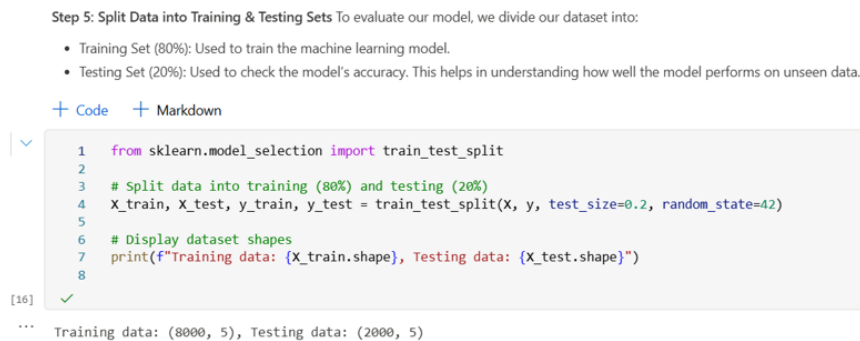 Step 5: Split Data into Training & Testing Sets To evaluate our model, we divide our dataset into:
• Training Set (80%): Used to train the machine learning model.
• Testing Set (20%): Used to check the model's accuracy. This helps in understanding how well the model performs on unseen data.
+ Code + Markdown
1 from sklearn.model_selection import train_test_split
2
3 # Split data into training (80%) and testing (20%)
4 X_train, X_test, y_train, y_test = train_test_split(X, y, test_size=0.2, random_state=42)
5
6 # Display dataset shapes
7 print(f"Training data: {X_train.shape}, Testing data: {X_test.shape}")
8
[16]
... Training data: (8000, 5), Testing data: (2000, 5)